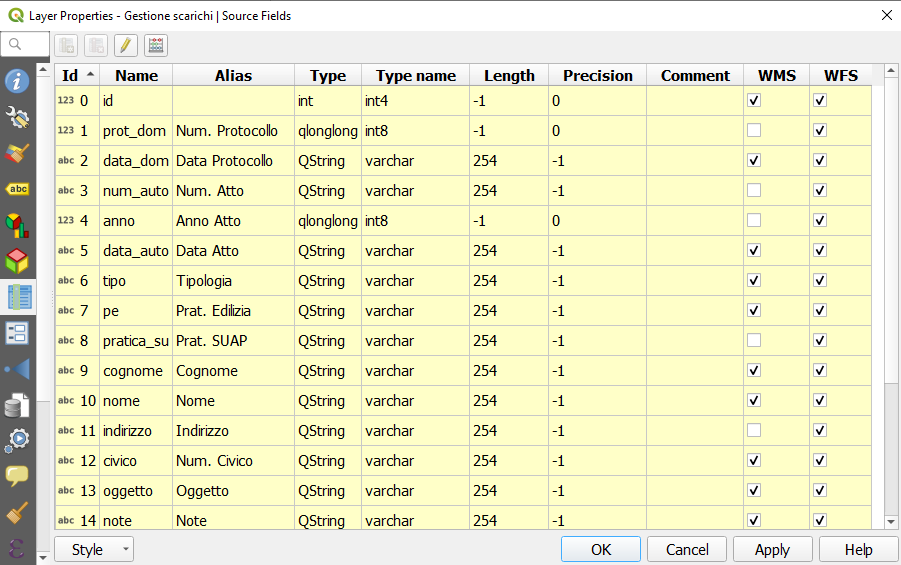 Layer Properties - Gestione scarichi | Source Fields
Id Name Alias Type Type name Length Precision Comment WMS WFS
123 0 id int int4 -1 0
123 1 prot_dom Num. Protocollo qlonglong int8 -1 0
abc 2 data_dom Data Protocollo QString varchar 254 -1
abc 3 num_auto Num. Atto QString varchar 254 -1
123 4 anno Anno Atto qlonglong int8 -1 0
abc 5 data_auto Data Atto QString varchar 254 -1
abc 6 tipo Tipologia QString varchar 254 -1
abc 7 pe Prat. Edilizia QString varchar 254 -1
abc 8 pratica_su Prat. SUAP QString varchar 254 -1
abc 9 cognome Cognome QString varchar 254 -1
abc 10 nome Nome QString varchar 254 -1
abc 11 indirizzo Indirizzo QString varchar 254 -1
abc 12 civico Num. Civico QString varchar 254 -1
abc 13 oggetto Oggetto QString varchar 254 -1
abc 14 note Note QString varchar 254 -1
abc
Style OK Cancel Apply Help